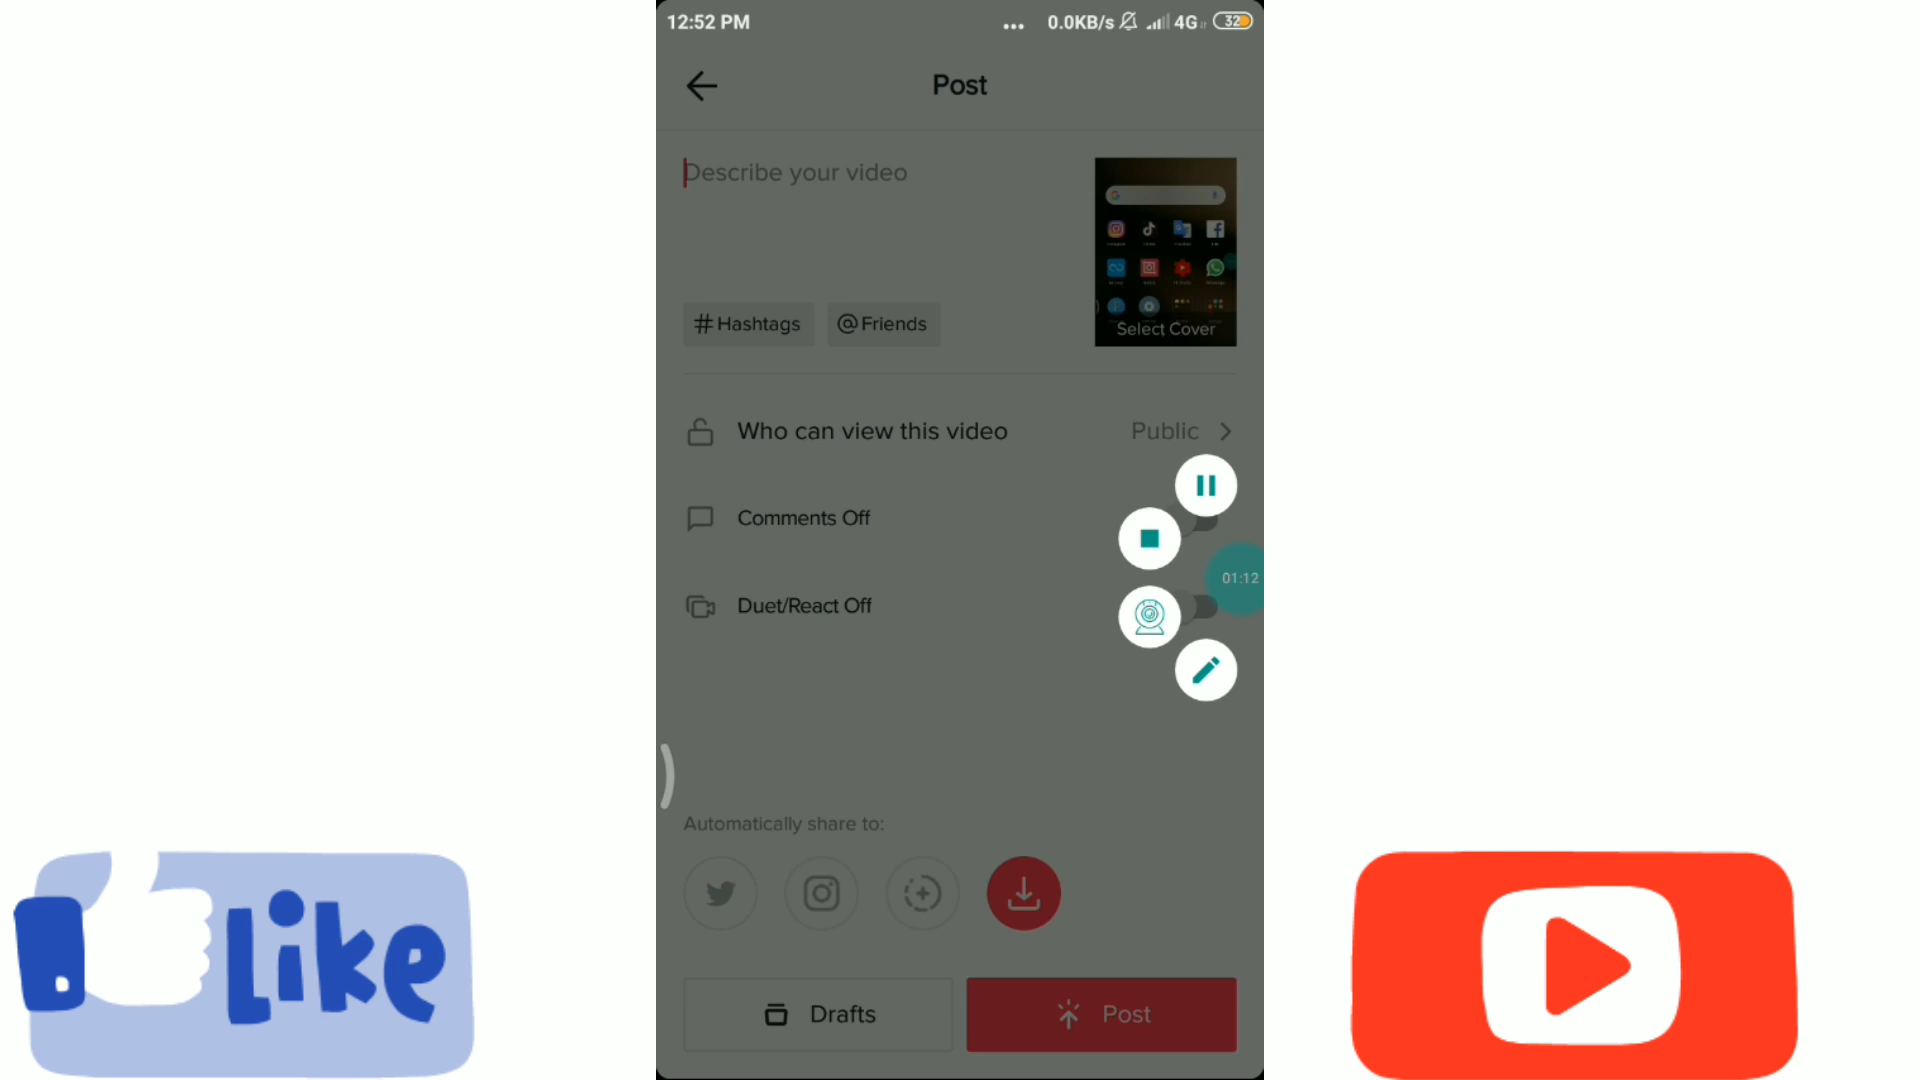 12:52 PM
... 0.0KB/s 4G 32
Post
Describe your video
#Hashtags @Friends
Select Cover
Who can view this video Public
Comments Off
01:12
Duet/React Off
Automatically share to:
Drafts Post
like